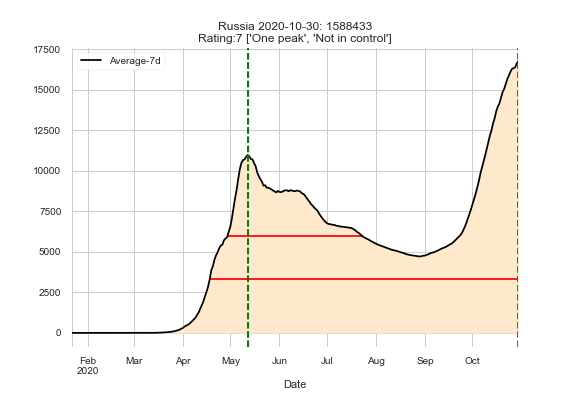 Russia 2020-10-30: 1588433
Rating:7 ['One peak', 'Not in control']
17500
Average-7d
15000
12500
10000
7500
5000
2500
0
Feb Mar Apr May Jun Jul Aug Sep Oct
2020
Date